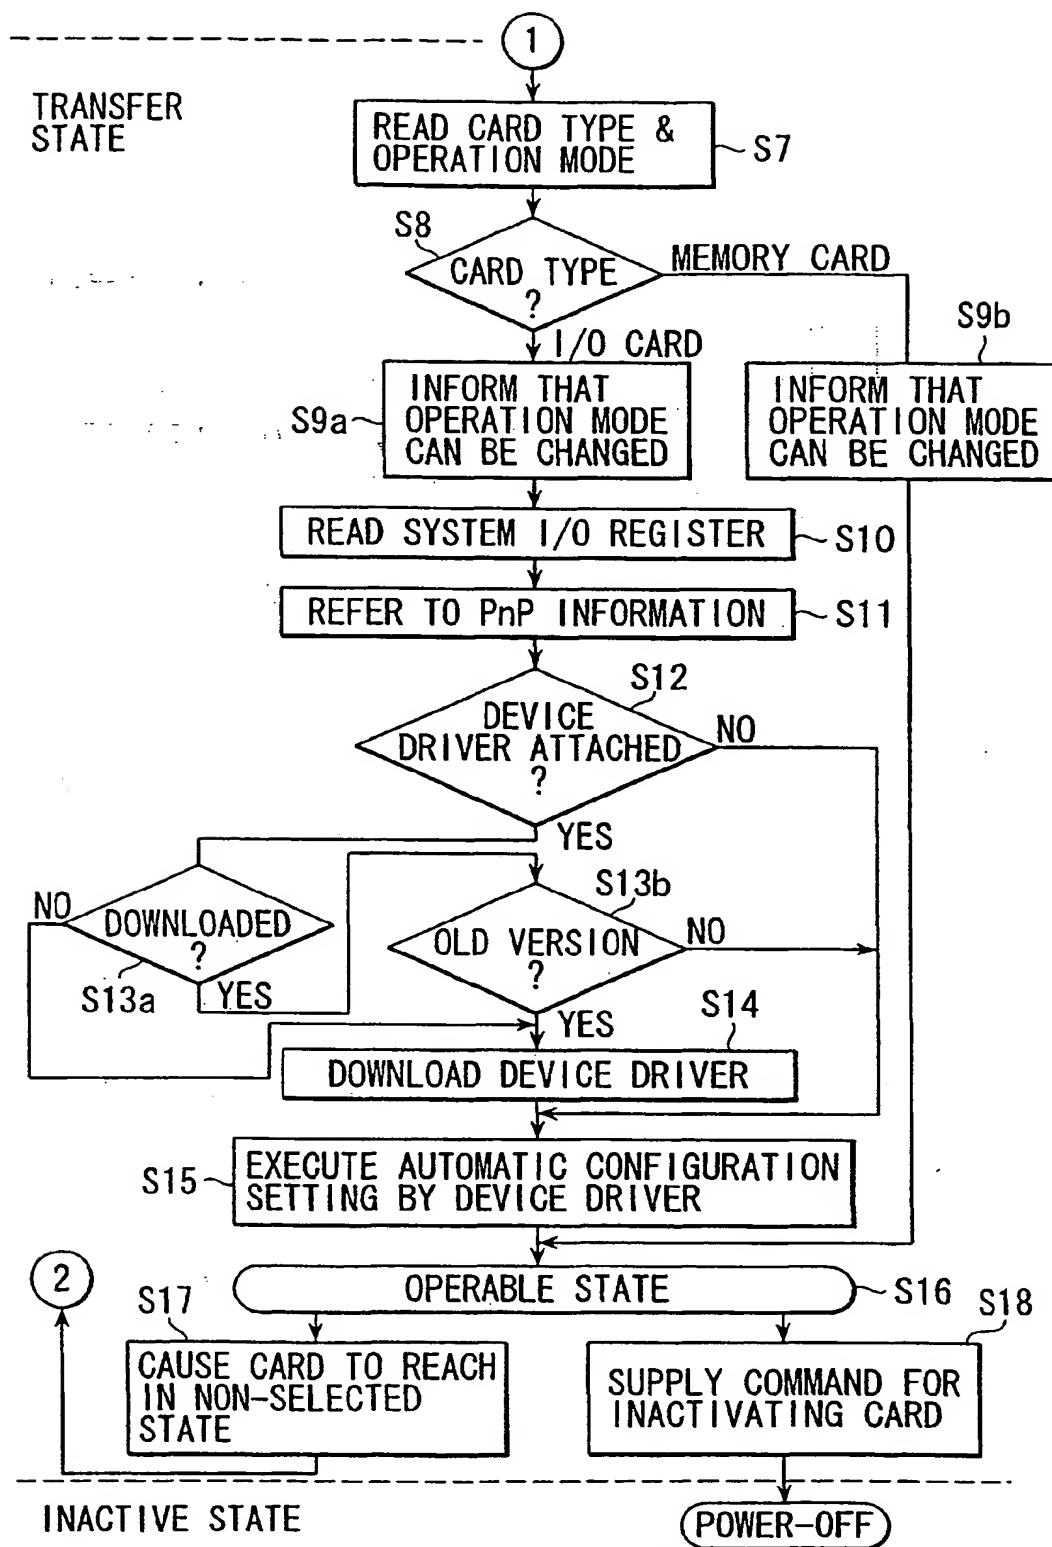 1
TRANSFER
STATE
READ CARD TYPE &
OPERATION MODE
S7
S8
CARD TYPE
?
MEMORY CARD
I/O CARD
S9b
S9a
INFORM THAT
OPERATION MODE
CAN BE CHANGED
INFORM THAT
OPERATION MODE
CAN BE CHANGED
READ SYSTEM I/O REGISTER
S10
REFER TO PnP INFORMATION
S11
S12
DEVICE
DRIVER ATTACHED
?
NO
YES
S13b
NO
DOWNLOADED
?
S13a
YES
OLD VERSION
?
NO
YES
S14
DOWNLOAD DEVICE DRIVER
S15
EXECUTE AUTOMATIC CONFIGURATION
SETTING BY DEVICE DRIVER
2
OPERABLE STATE
S16
S17
S18
CAUSE CARD TO REACH
IN NON-SELECTED
STATE
SUPPLY COMMAND FOR
INACTIVATING CARD
INACTIVE STATE
POWER-OFF